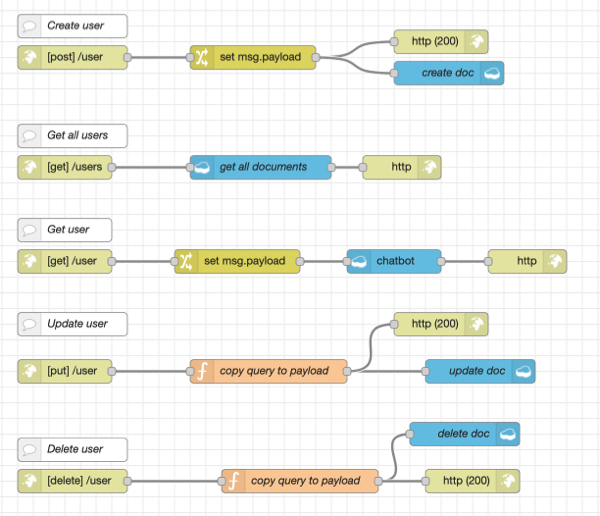 Create user
[post] /user
set msg.payload
http (200)
create doc
Get all users
[get] /users
get all documents
http
Get user
[get] /user
set msg.payload
chatbot
http
Update user
http (200)
[put] /user
copy query to payload
update doc
delete doc
Delete user
[delete] /user
copy query to payload
http (200)